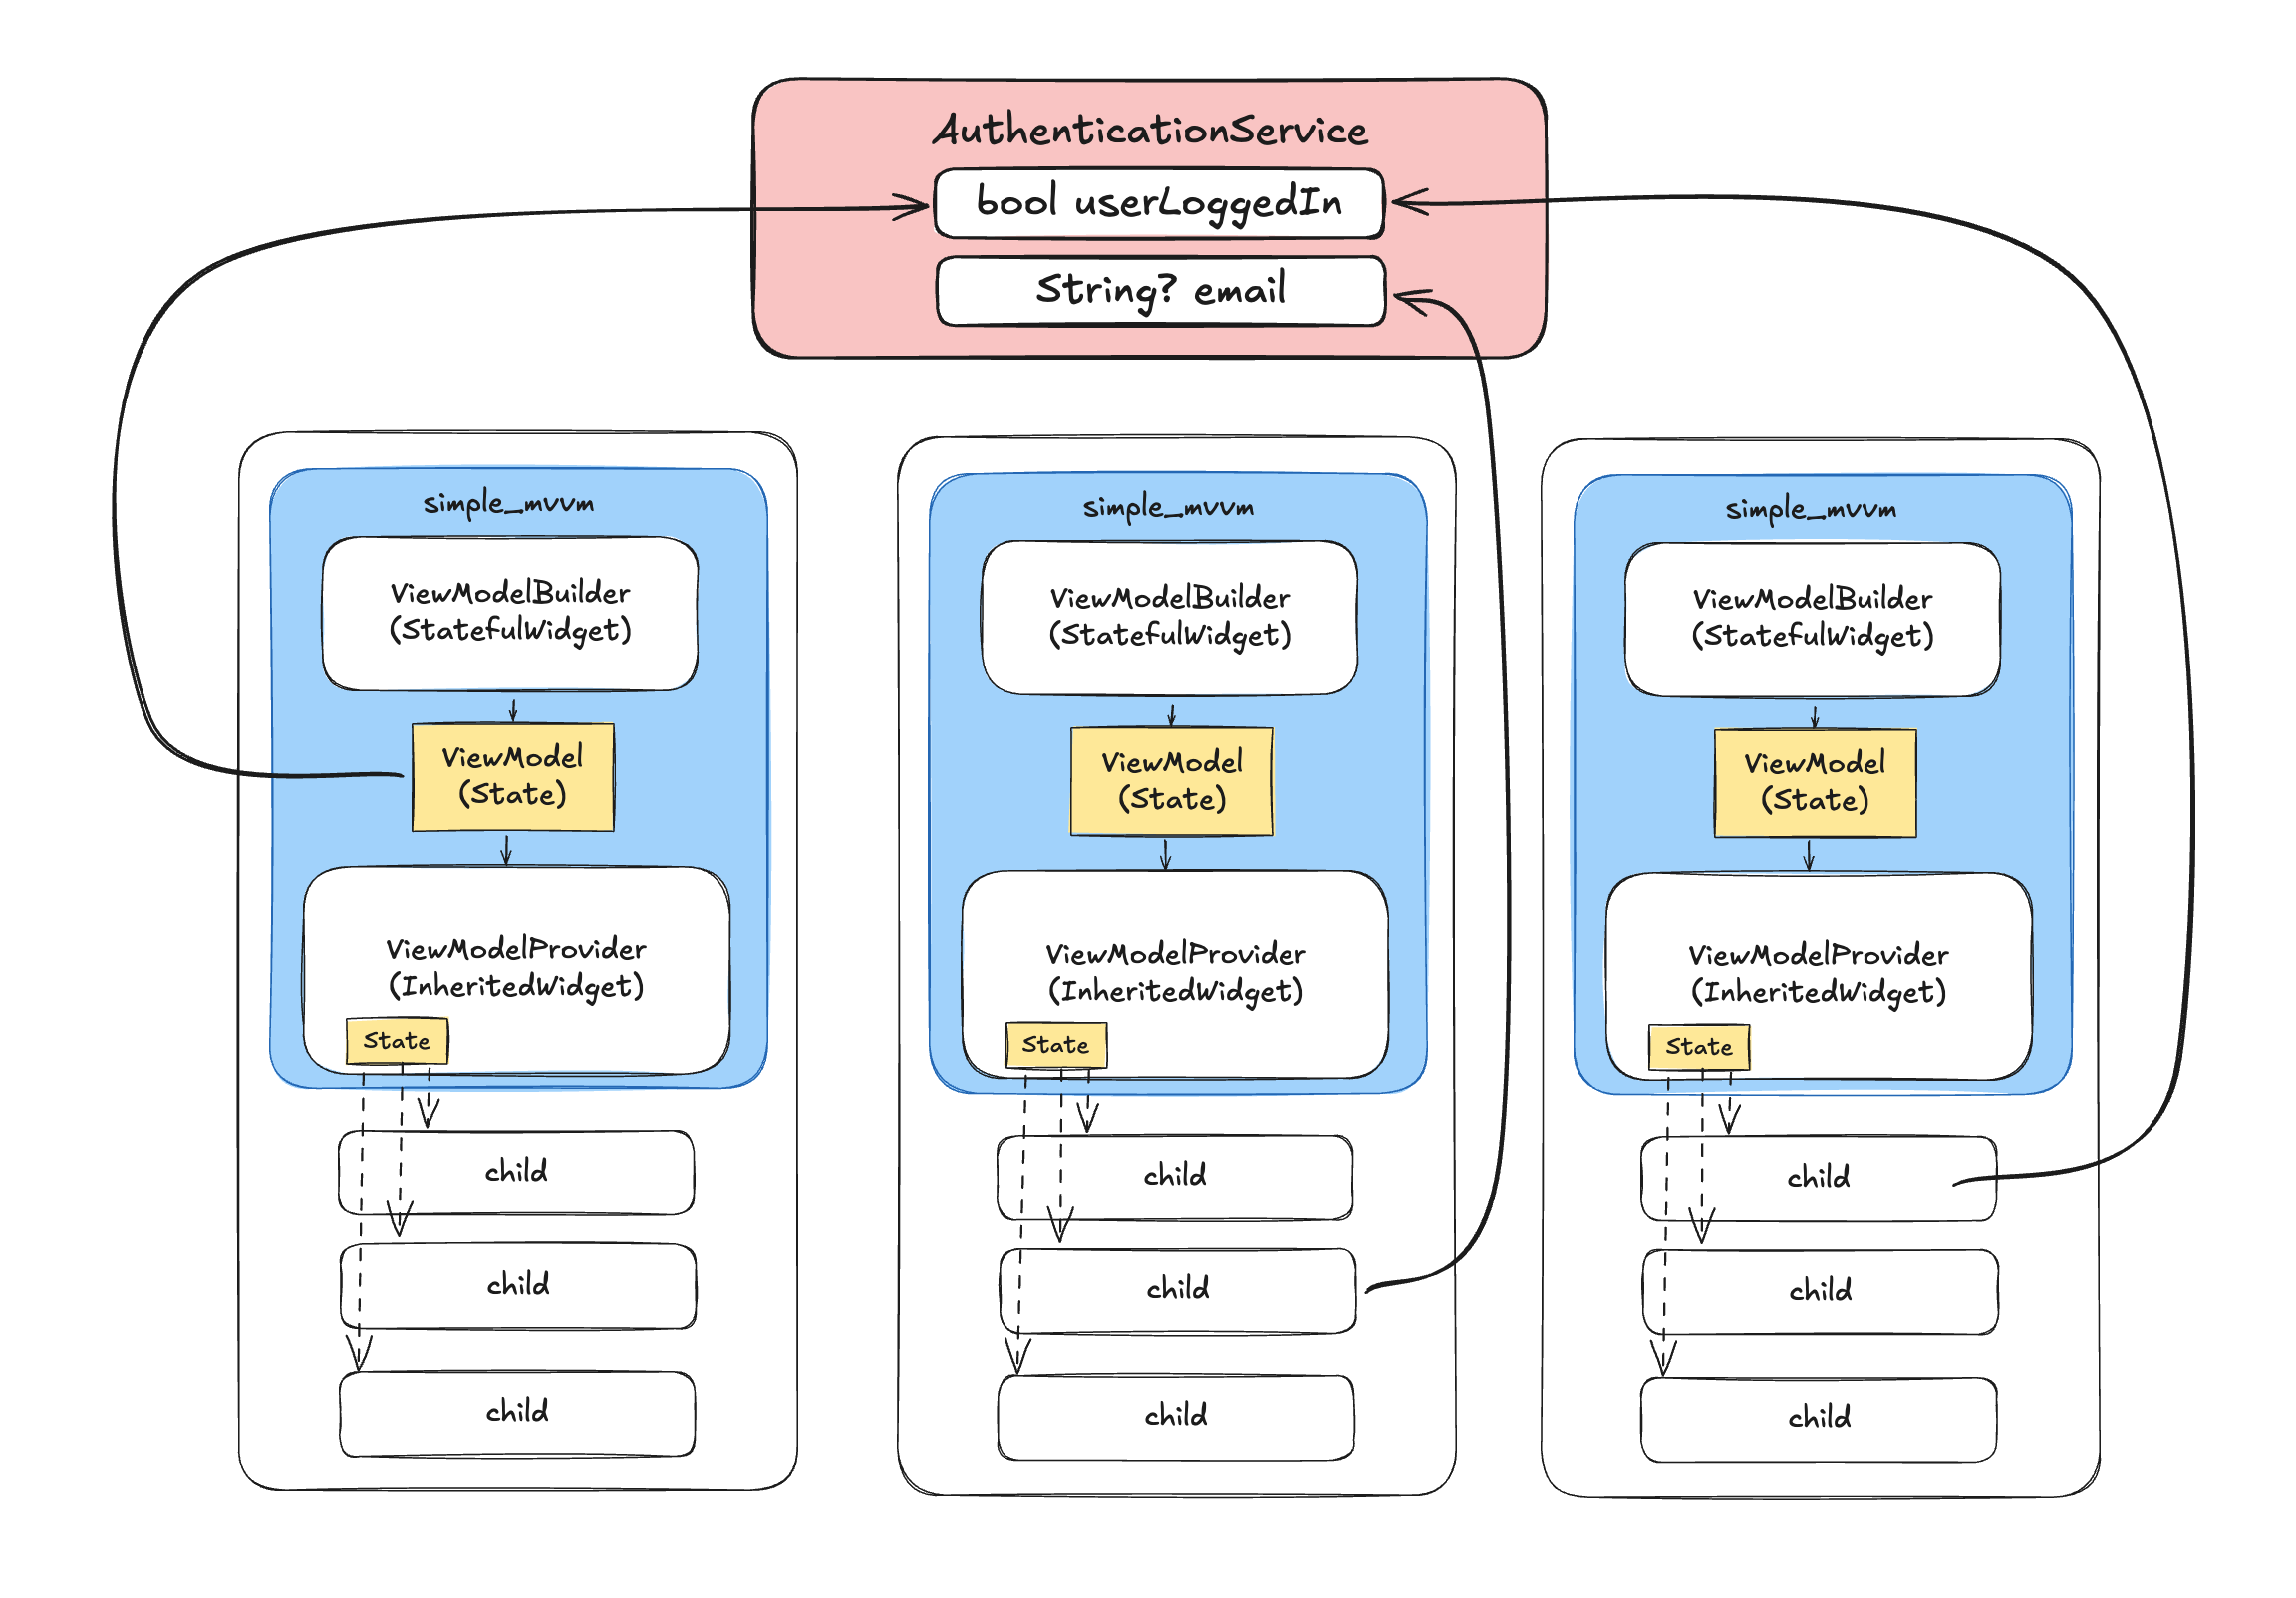 AuthenticationService
bool userLoggedIn
String? email
simple_mvvm
ViewModelBuilder
(StatefulWidget)
ViewModel
(State)
ViewModelProvider
(InheritedWidget)
State
child
child
child
simple_mvvm
ViewModelBuilder
(StatefulWidget)
ViewModel
(State)
ViewModelProvider
(InheritedWidget)
State
child
child
child
simple_mvvm
ViewModelBuilder
(StatefulWidget)
ViewModel
(State)
ViewModelProvider
(InheritedWidget)
State
child
child
child